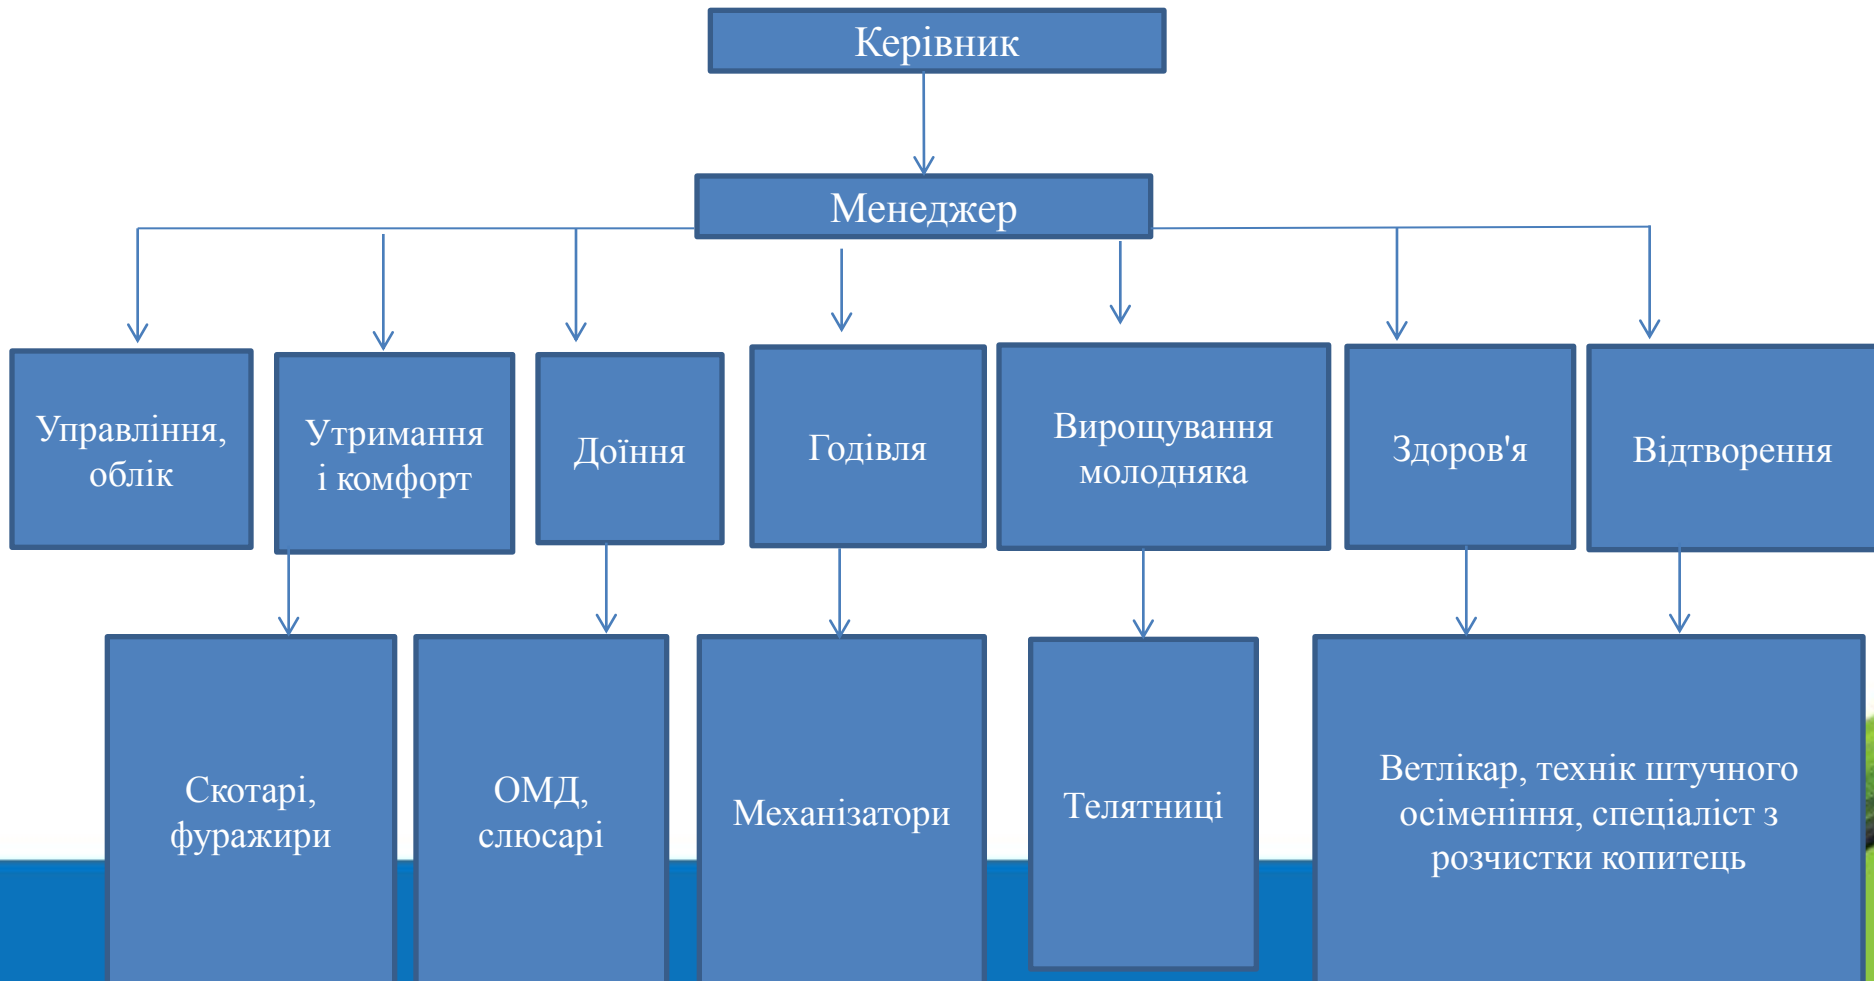 Керівник
Менеджер
Управління,
облік
Утримання
і комфорт
Доїння
Годівля
Вирощування
молодняка
Здоров'я
Відтворення
Скотарі,
фуражири
ОМД,
слюсарі
Механізатори
Телятниці
Ветлікар, технік штучного
осіменіння, спеціаліст з
розчистки копитець